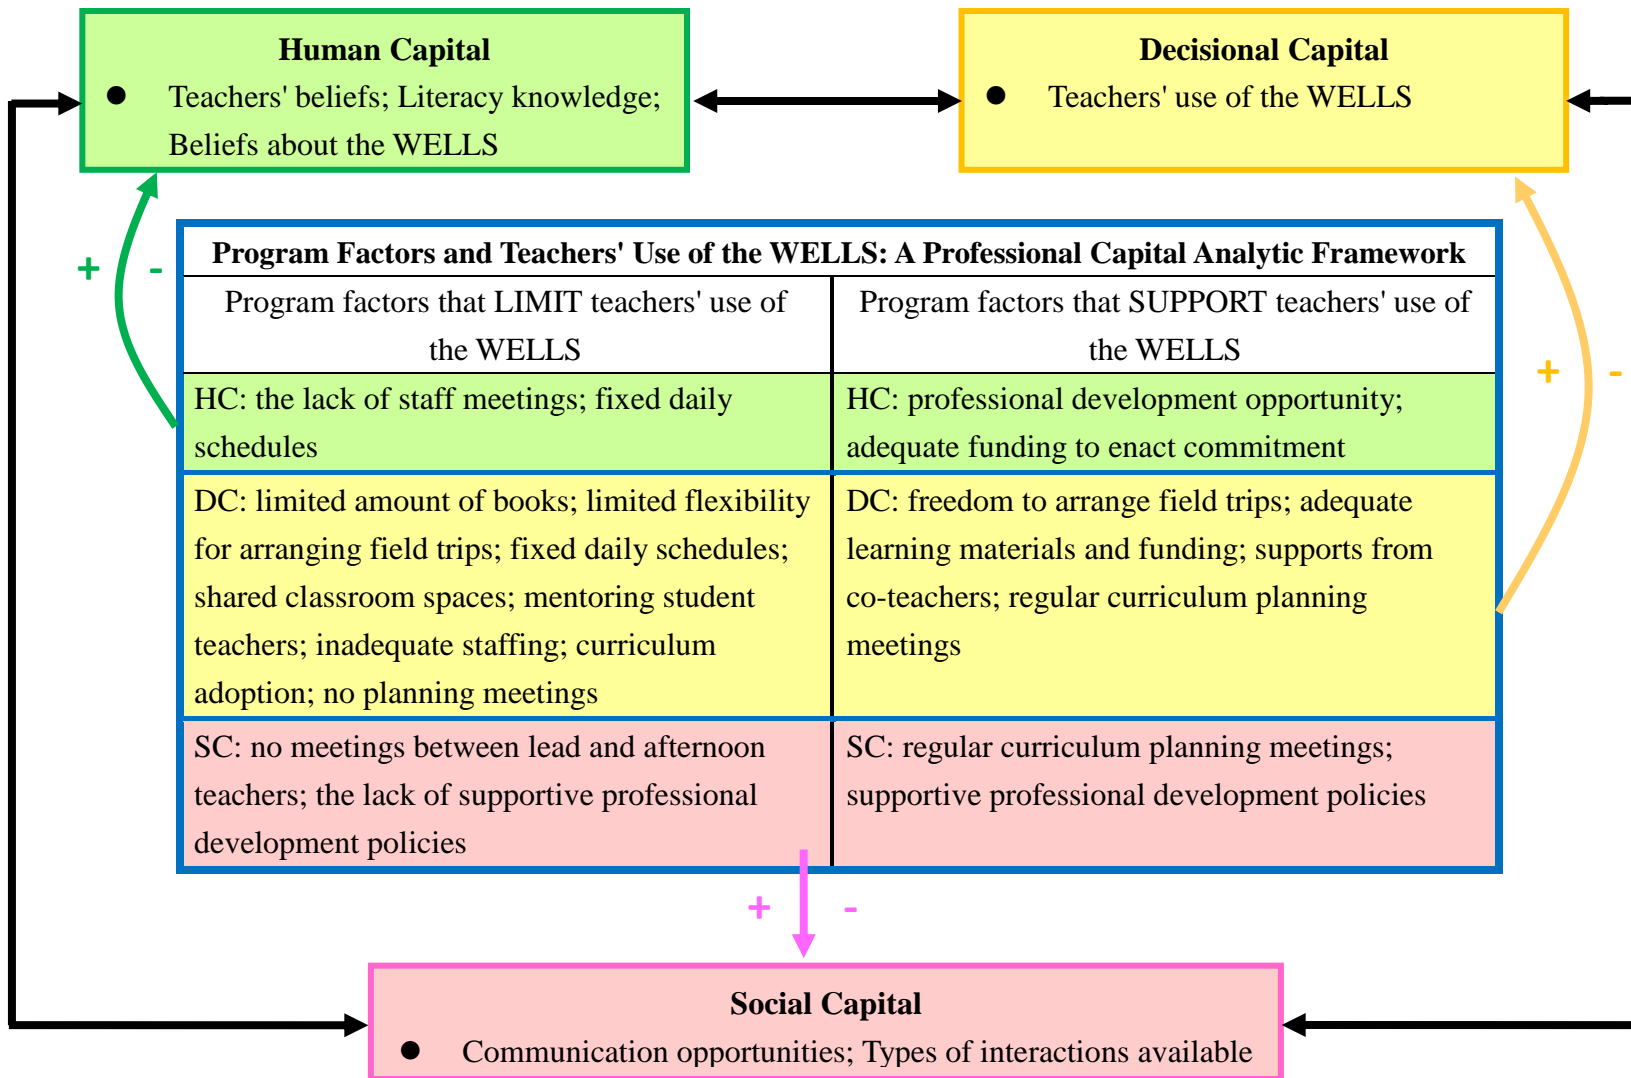 Human Capital
● Teachers' beliefs; Literacy knowledge;
Beliefs about the WELLS
Decisional Capital
● Teachers' use of the WELLS
+ -
Program Factors and Teachers' Use of the WELLS: A Professional Capital Analytic Framework
Program factors that LIMIT teachers' use of
the WELLS
Program factors that SUPPORT teachers' use of
the WELLS
+ -
HC: the lack of staff meetings; fixed daily
schedules
HC: professional development opportunity;
adequate funding to enact commitment
DC: limited amount of books; limited flexibility
for arranging field trips; fixed daily schedules;
shared classroom spaces; mentoring student
teachers; inadequate staffing; curriculum
adoption; no planning meetings
DC: freedom to arrange field trips; adequate
learning materials and funding; supports from
co-teachers; regular curriculum planning
meetings
SC: no meetings between lead and afternoon
teachers; the lack of supportive professional
development policies
SC: regular curriculum planning meetings;
supportive professional development policies
+ -
Social Capital
● Communication opportunities; Types of interactions available